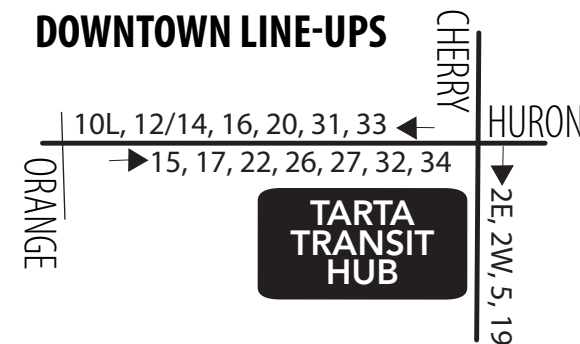 DOWNTOWN LINE-UPS
CHERRY
10L, 12/14, 16, 20, 31, 33
HURON
15, 17, 22, 26, 27, 32, 34
ORANGE
TARTA
TRANSIT
HUB
2E, 2W, 5, 19